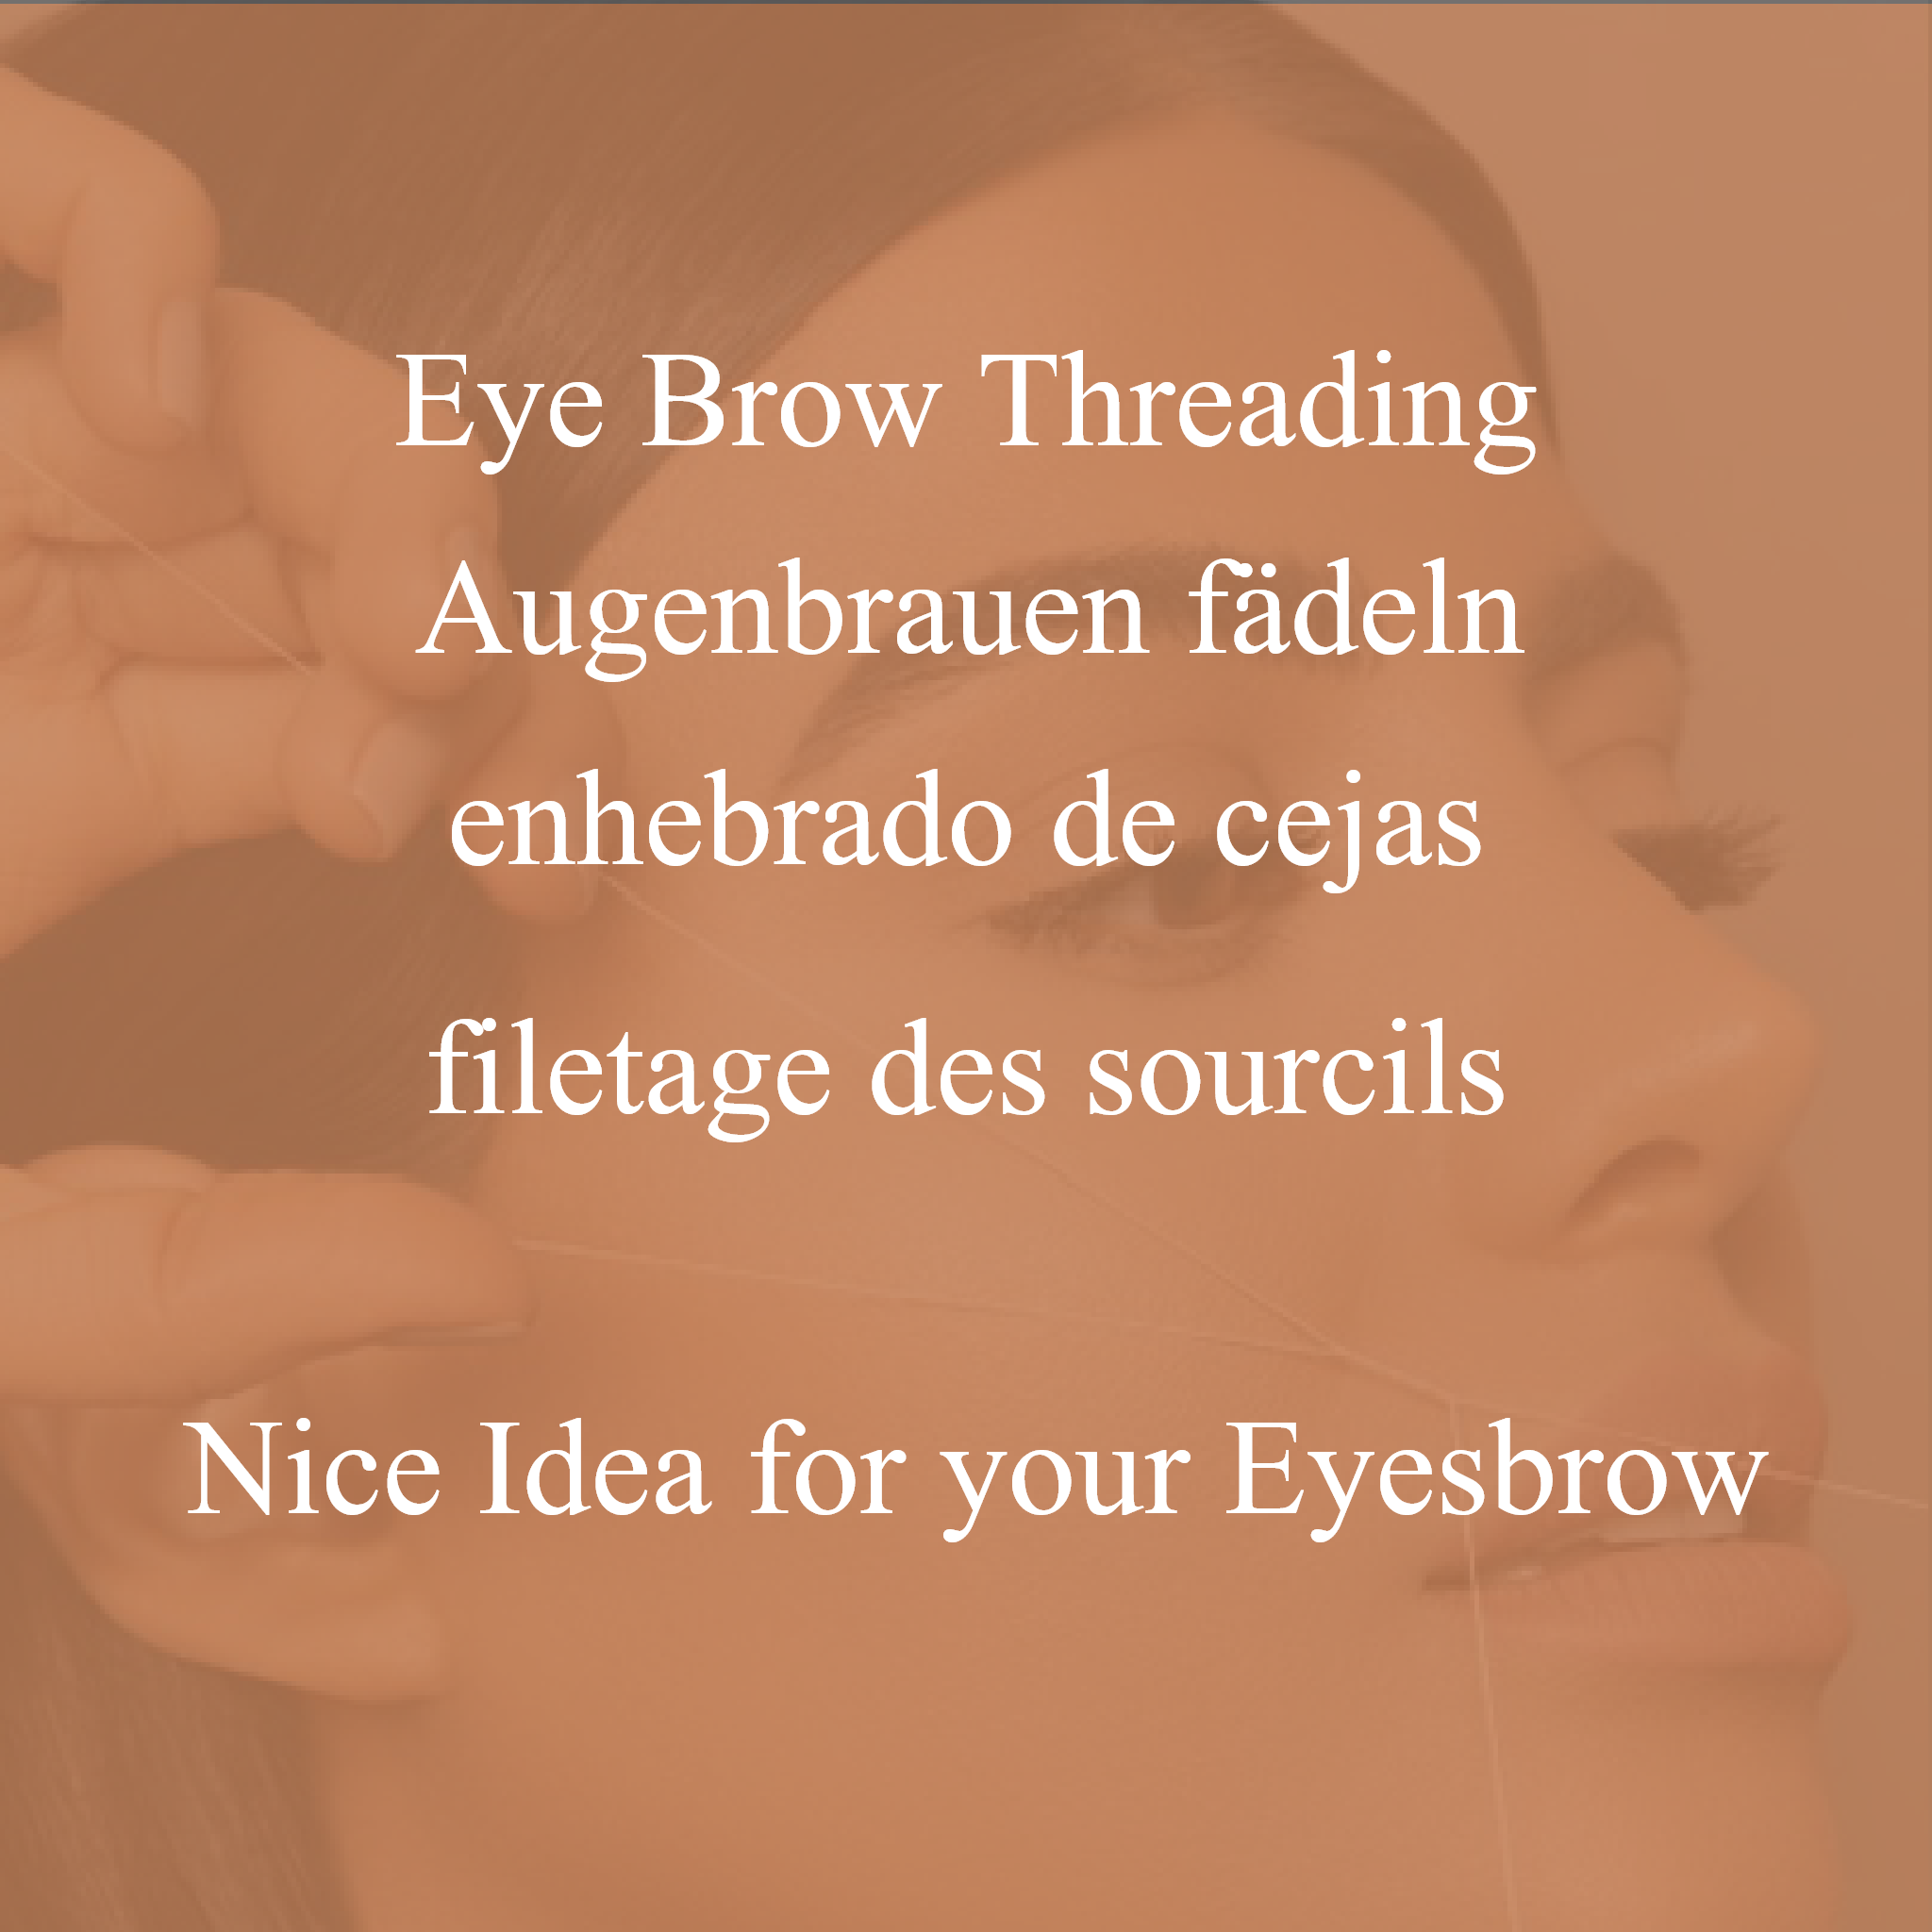 Eye Brow Threading
Augenbrauen fädeln
enhebrado de cejas
filetage des sourcils
Nice Idea for your Eyesbrow